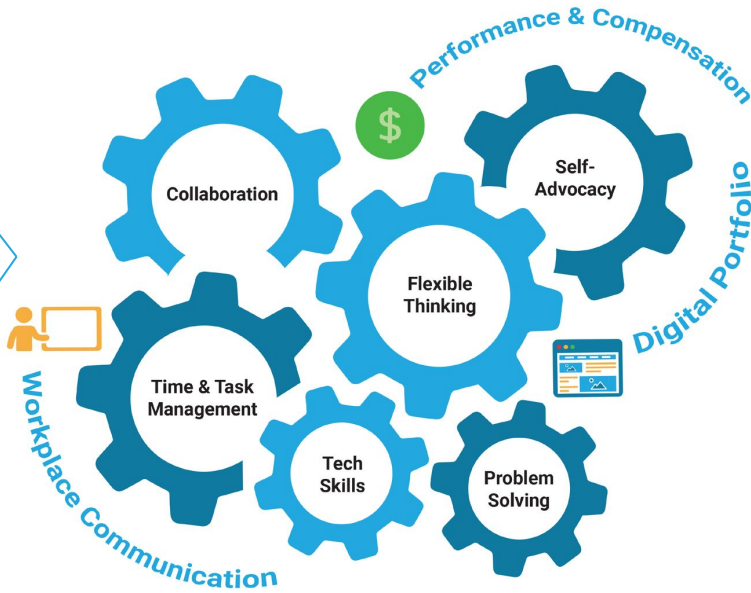 Performance & Compensation
$
Collaboration
Self-
Advocacy
Digital Portfolio
Flexible
Thinking
Time & Task
Management
Workplace Communication
Tech
Skills
Problem
Solving